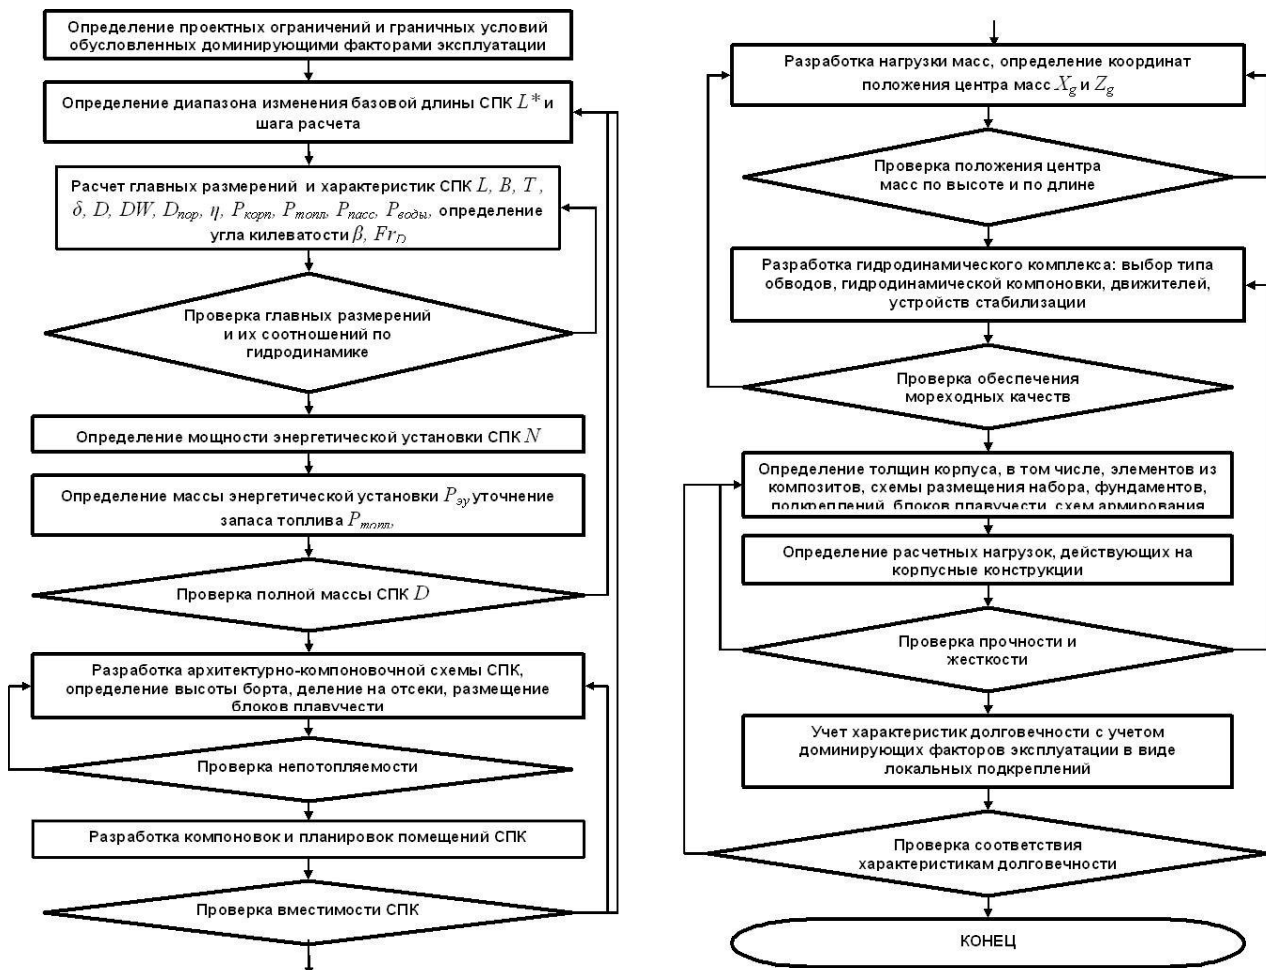 Определение проектных ограничений и граничных условий
обусловленных доминирующими факторами эксплуатации
Определение диапазона изменения базовой длины СПК L* и
шага расчета
Расчет главных размерений и характеристик СПК L, B, T,
δ, D, DW, Dпор, η, Pкорп, Pтопл, Pпасс, Pводы, определение
угла килеватости β, FrD
Проверка главных размерений
и их соотношений по
гидродинамике
Определение мощности энергетической установки СПК N
Определение массы энергетической установки Pэу уточнение
запаса топлива Pтопл,
Проверка полной массы СПК D
Разработка архитектурно-компоновочной схемы СПК,
определение высоты борта, деление на отсеки, размещение
блоков плавучести
Проверка непотопляемости
Разработка компоновок и планировок помещений СПК
Проверка вместимости СПК
Разработка нагрузки масс, определение координат
положения центра масс Xg и Zg
Проверка положения центра
масс по высоте и по длине
Разработка гидродинамического комплекса: выбор типа
обводов, гидродинамической компоновки, движителей,
устройств стабилизации
Проверка обеспечения
мореходных качеств
Определение толщин корпуса, в том числе, элементов из
композитов, схемы размещения набора, фундаментов,
подкреплений, блоков плавучести, схем армирования
Определение расчетных нагрузок, действующих на
корпусные конструкции
Проверка прочности и
жесткости
Учет характеристик долговечности с учетом
доминирующих факторов эксплуатации в виде
локальных подкреплений
Проверка соответствия
характеристикам долговечности
КОНЕЦ